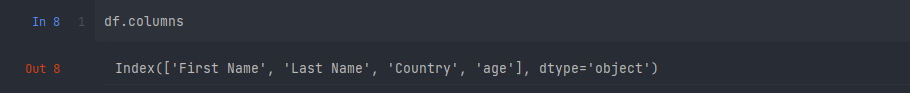 In 8 1 df.columns
Out 8 Index(['First Name', 'Last Name', 'Country', 'age'], dtype='object')